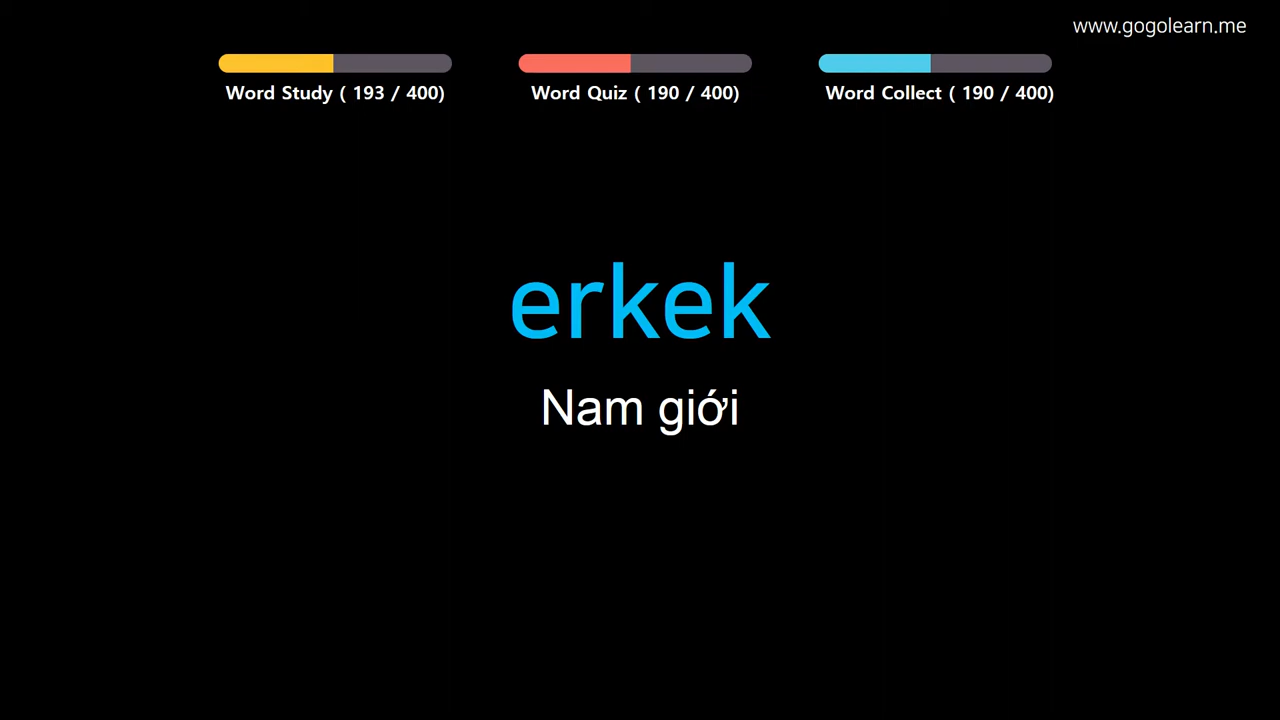 www.gogolearn.me
Word Study ( 193 / 400)
Word Quiz ( 190 / 400)
Word Collect ( 190 / 400)
erkek
Nam giới